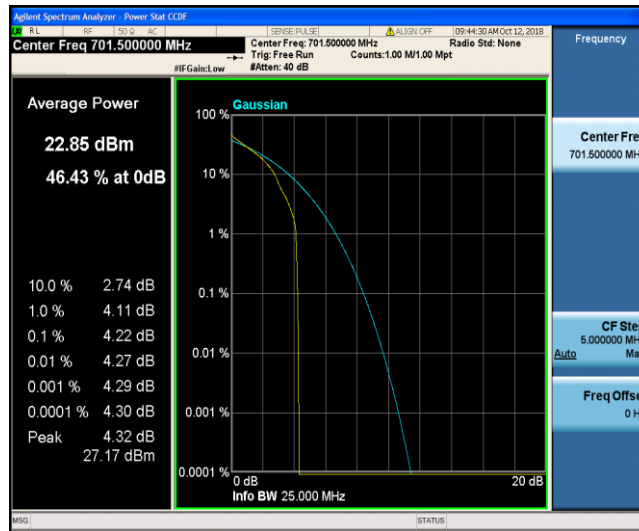 Agilent Spectrum Analyzer - Power Stat CCDF
RL RF 50 Ω AC SENSE:PULSE ALIGN OFF 09:44:30 AM Oct 12, 2018
Center Freq 701.500000 MHz
Center Freq: 701.500000 MHz Radio Std: None
Trig: Free Run Counts:1.00 M/1.00 Mpt
#IFGain:Low #Atten: 40 dB
Frequency
Average Power
22.85 dBm
46.43 % at 0dB
10.0 % 2.74 dB
1.0 % 4.11 dB
0.1 % 4.22 dB
0.01 % 4.27 dB
0.001 % 4.29 dB
0.0001 % 4.30 dB
Peak 4.32 dB
27.17 dBm
100 %
Gaussian
10 %
1 %
0.1 %
0.01 %
0.001 %
0.0001 %
0 dB 20 dB
Info BW 25.000 MHz
Center Fre
701.500000 MH
CF Ste
5.000000 MH
Auto Ma
Freq Offse
0 H
MSG STATUS